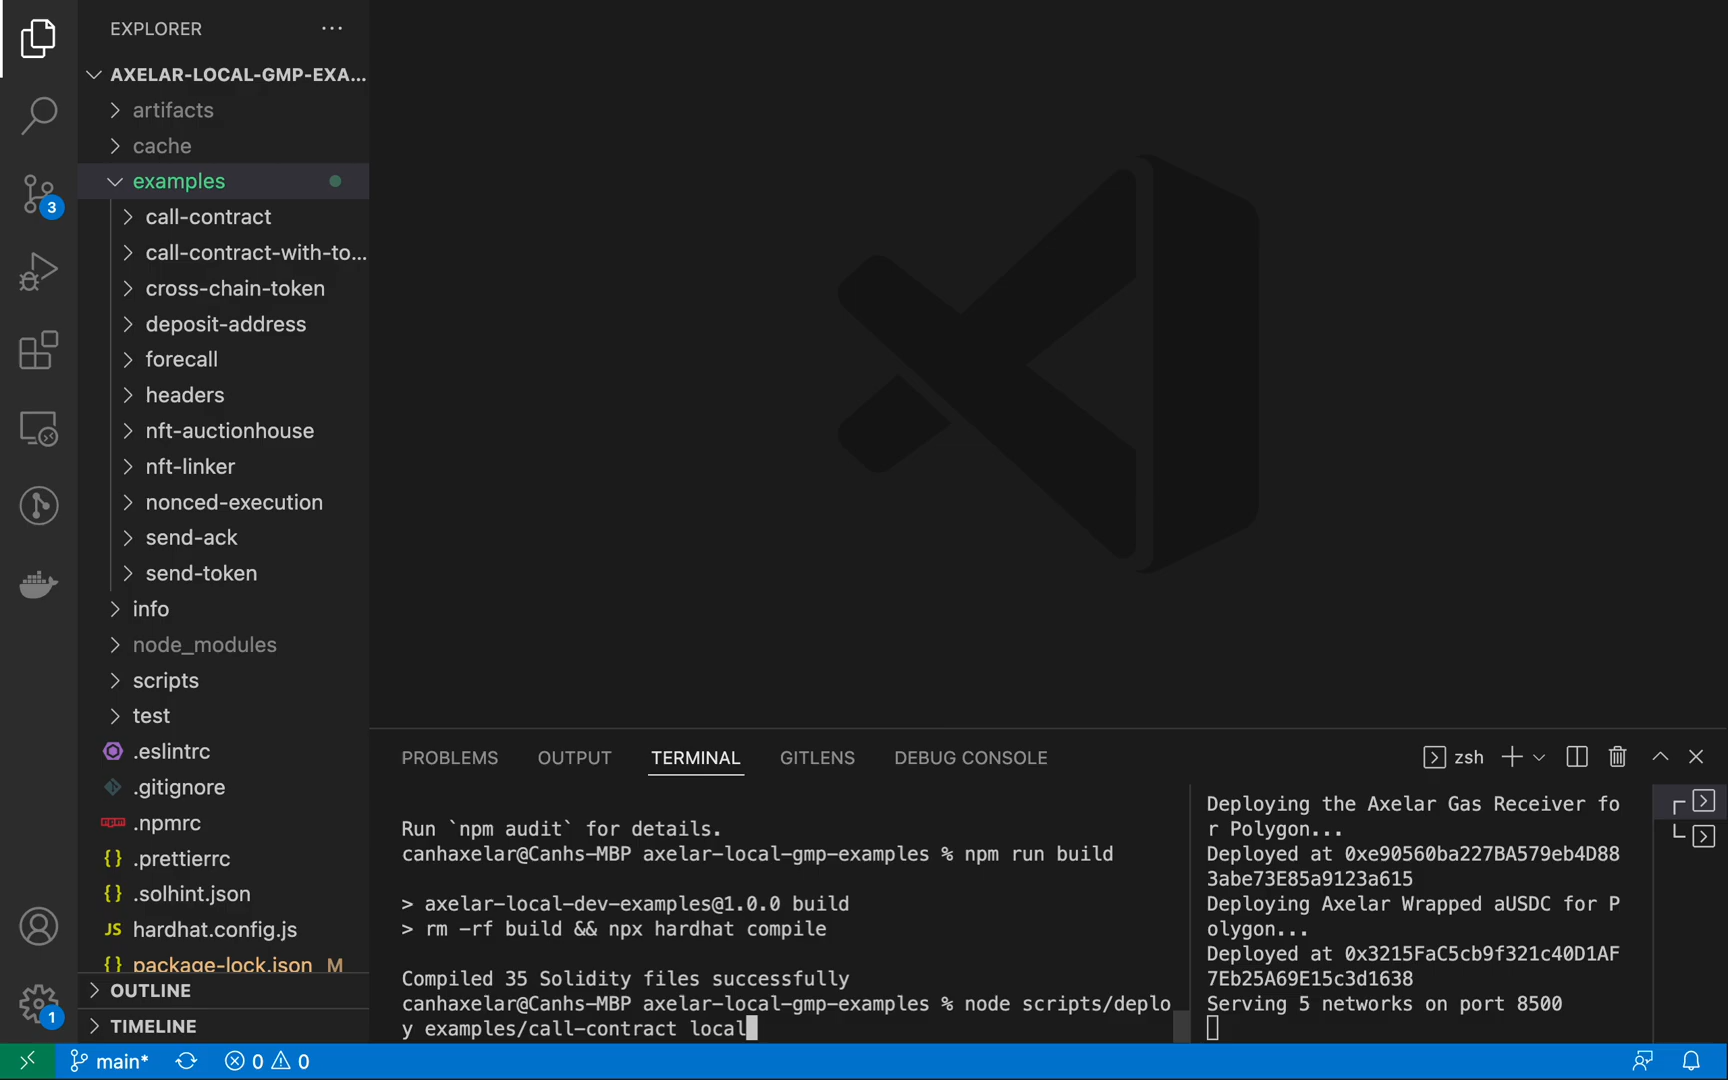 EXPLORER
AXELAR-LOCAL-GMP-EXA...
artifacts
cache
examples
call-contract
call-contract-with-to...
cross-chain-token
deposit-address
forecall
headers
nft-auctionhouse
nft-linker
nonced-execution
send-ack
send-token
info
node_modules
scripts
test
.eslintrc
.gitignore
.npmrc
{} .prettierrc
{} .solhint.json
JS hardhat.config.js
{} package-lock.json M
OUTLINE
TIMELINE
3
1
PROBLEMS OUTPUT TERMINAL GITLENS DEBUG CONSOLE
zsh
Run `npm audit` for details.
canhaxelar@Canhs-MBP axelar-local-gmp-examples % npm run build
> axelar-local-dev-examples@1.0.0 build
> rm -rf build && npx hardhat compile
Compiled 35 Solidity files successfully
canhaxelar@Canhs-MBP axelar-local-gmp-examples % node scripts/deplo
y examples/call-contract local
Deploying the Axelar Gas Receiver fo
r Polygon...
Deployed at 0xe90560ba227BA579eb4D88
3abe73E85a9123a615
Deploying Axelar Wrapped aUSDC for P
olygon...
Deployed at 0x3215FaC5cb9f321c40D1AF
7Eb25A69E15c3d1638
Serving 5 networks on port 8500
main* 0 0